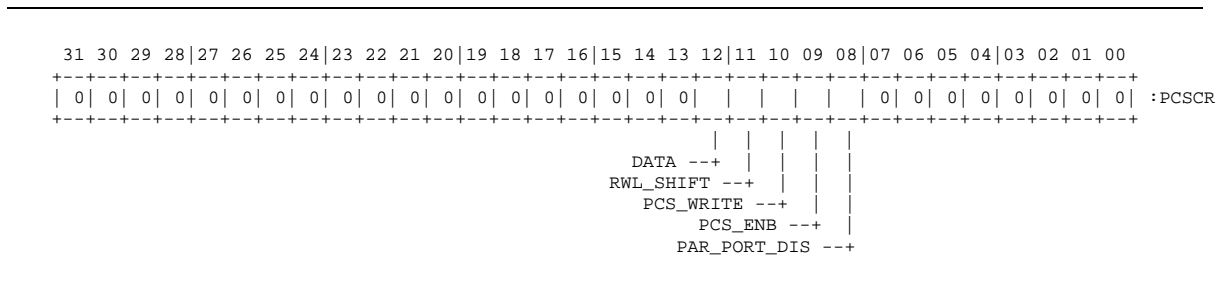 31 30 29 28|27 26 25 24|23 22 21 20|19 18 17 16|15 14 13 12|11 10 09 08|07 06 05 04|03 02 01 00
+--+--+--+--+--+--+--+--+--+--+--+--+--+--+--+--+--+--+--+--+--+--+--+--+--+--+--+--+--+--+--+--+
| 0| 0| 0| 0| 0| 0| 0| 0| 0| 0| 0| 0| 0| 0| 0| 0| 0| 0| 0|  |  |  |  |  | 0| 0| 0| 0| 0| 0| 0| 0| :PCSCR
+--+--+--+--+--+--+--+--+--+--+--+--+--+--+--+--+--+--+--+--+--+--+--+--+--+--+--+--+--+--+--+--+
|  |  |  |  |
DATA --+  |  |  |  |
RWL_SHIFT --+  |  |  |
PCS_WRITE --+  |  |
PCS_ENB --+  |
PAR_PORT_DIS --+